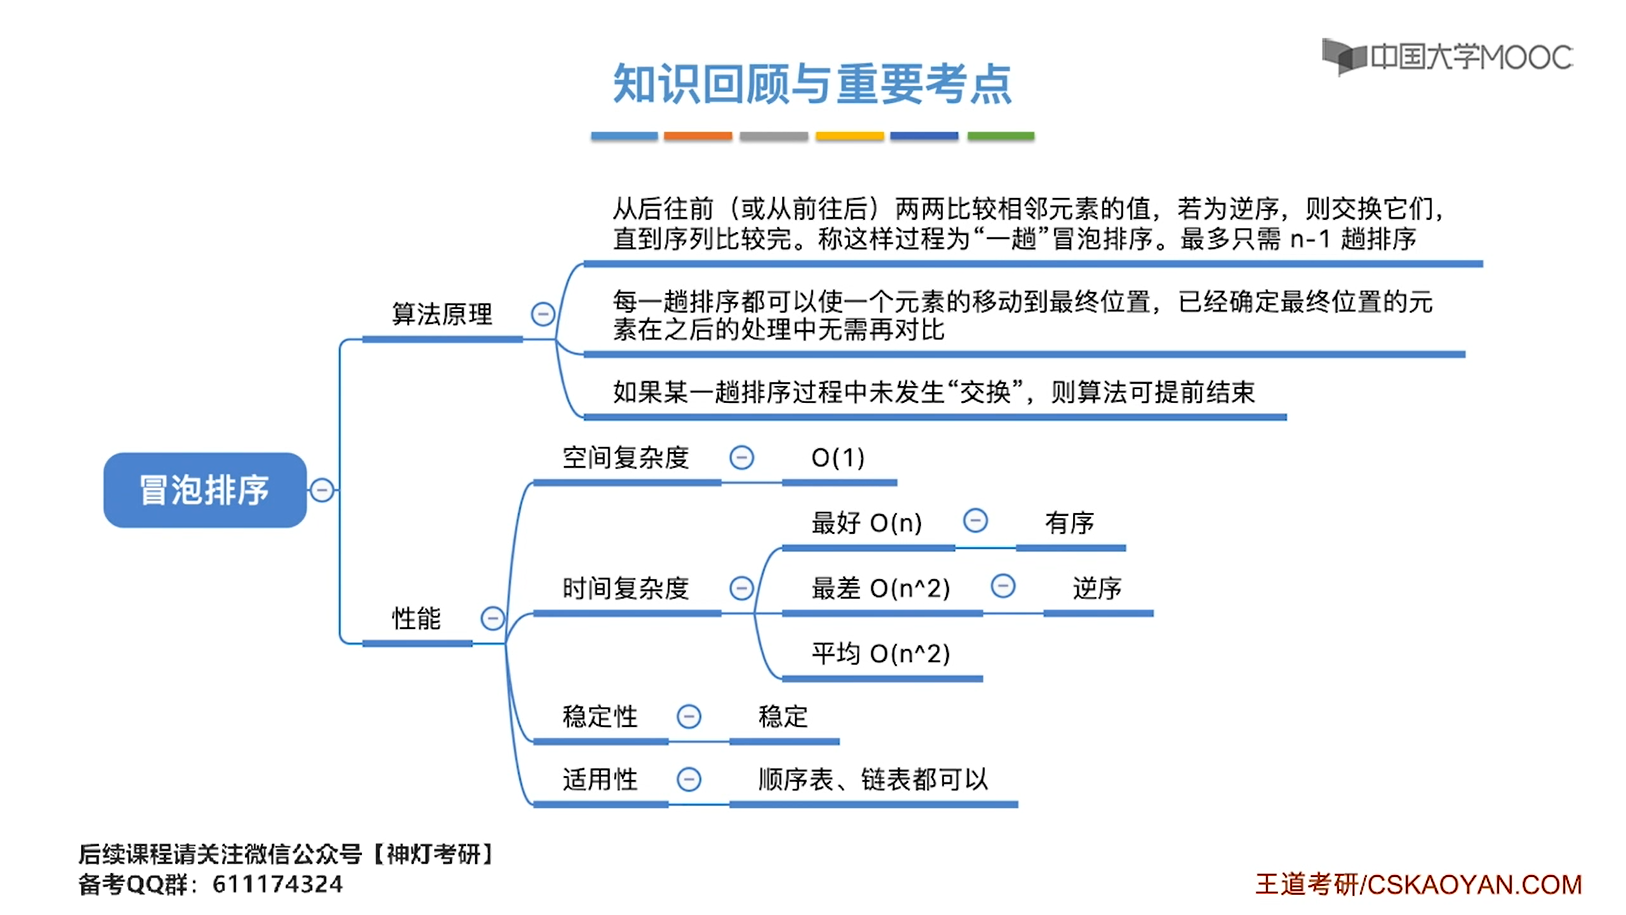 中国大学MOOC
知识回顾与重要考点
从后往前（或从前往后）两两比较相邻元素的值，若为逆序，则交换它们，
直到序列比较完。称这样过程为“一趟”冒泡排序。最多只需 n-1 趟排序
算法原理
每一趟排序都可以使一个元素的移动到最终位置，已经确定最终位置的元
素在之后的处理中无需再对比
如果某一趟排序过程中未发生“交换”，则算法可提前结束
冒泡排序
空间复杂度
O(1)
最好 O(n)
有序
时间复杂度
最差 O(n^2)
逆序
平均 O(n^2)
性能
稳定性
稳定
适用性
顺序表、链表都可以
后续课程请关注微信公众号【神灯考研】
备考QQ群：611174324
王道考研/CSKAOYAN.COM